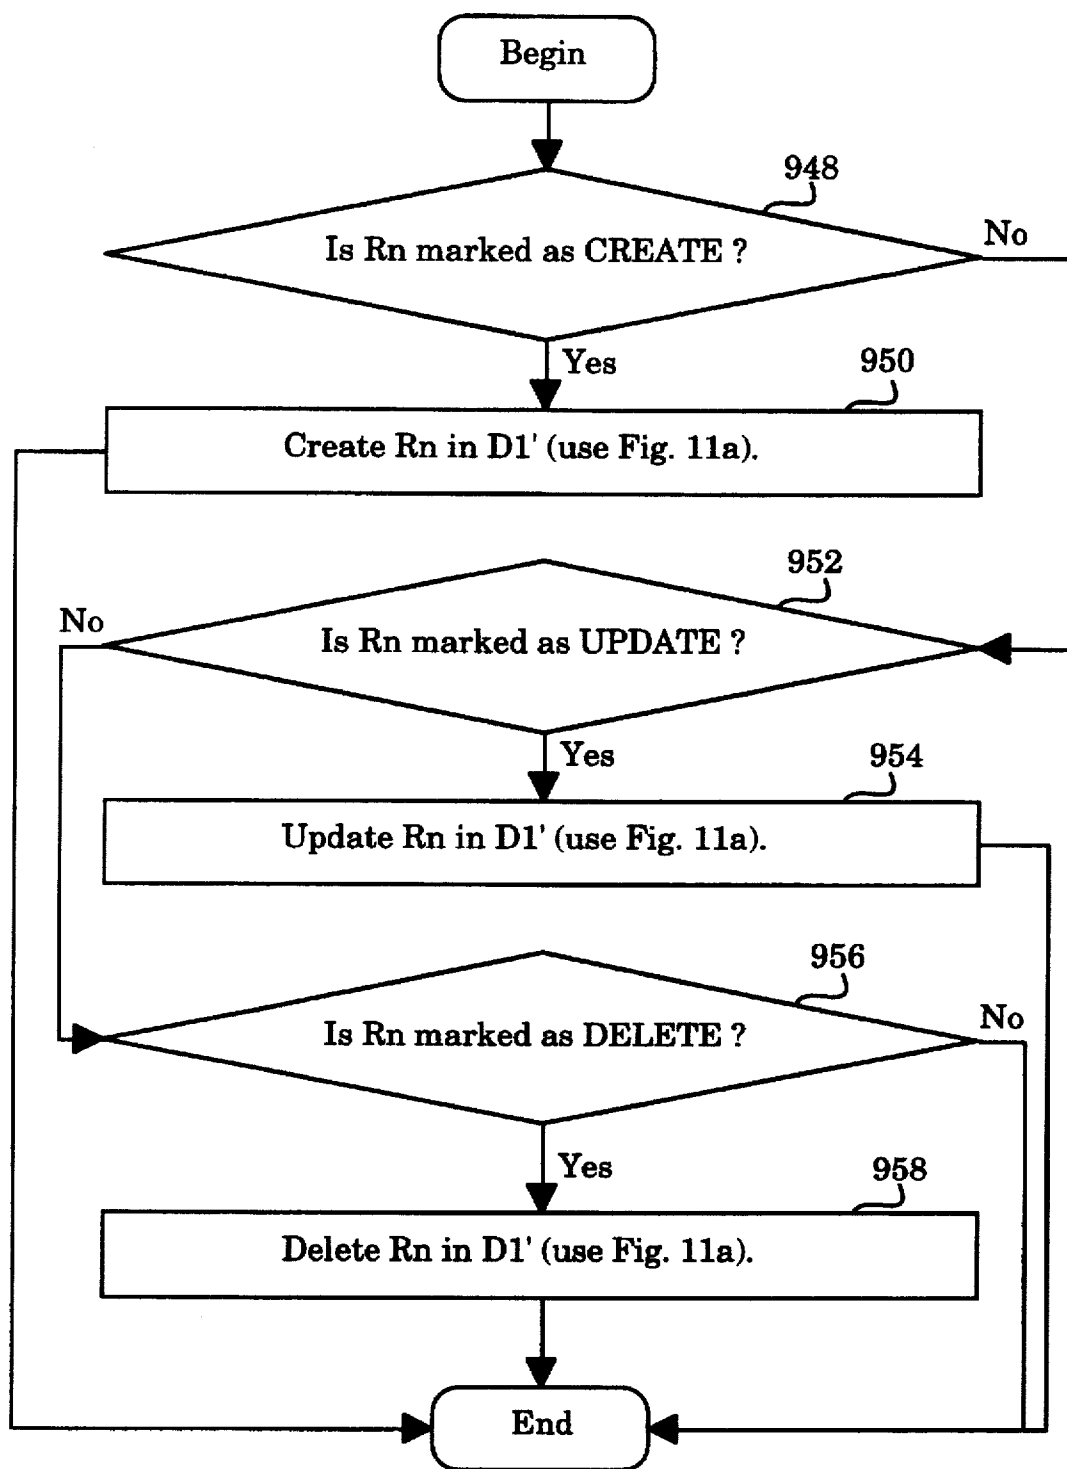 Begin
948
Is Rn marked as CREATE ?
No
Yes
950
Create Rn in D1' (use Fig. 11a).
952
No
Is Rn marked as UPDATE ?
Yes
954
Update Rn in D1' (use Fig. 11a).
956
Is Rn marked as DELETE ?
No
Yes
958
Delete Rn in D1' (use Fig. 11a).
End